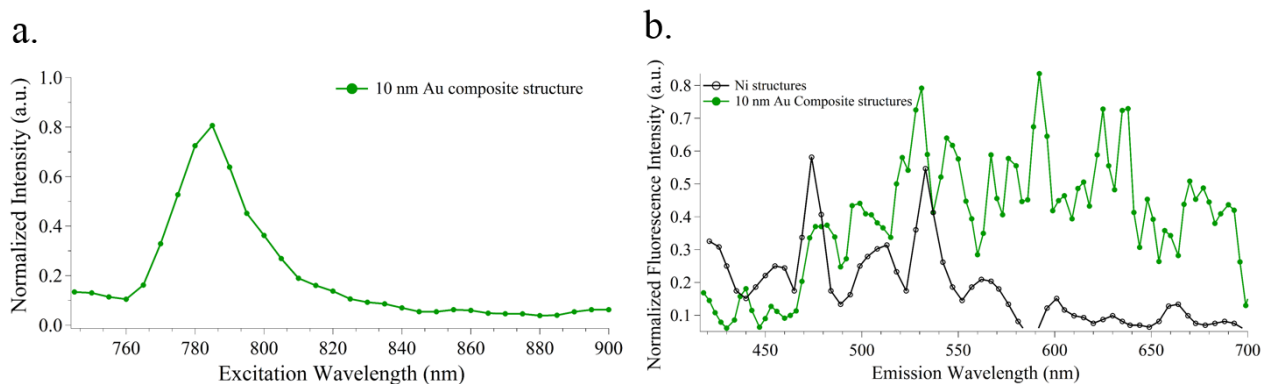 a.
Normalized Intensity (a.u.)
1.0
0.8
0.6
0.4
0.2
0.0
10 nm Au composite structure
760 780 800 820 840 860 880 900
Excitation Wavelength (nm)
b.
Normalized Fluorescence Intensity (a.u.)
0.8
0.7
0.6
0.5
0.4
0.3
0.2
0.1
Ni structures
10 nm Au Composite structures
450 500 550 600 650 700
Emission Wavelength (nm)